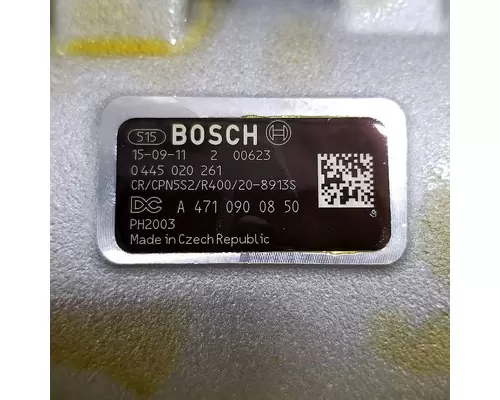 515 BOSCH
15-09-11 2 00623
0 445 020 261
CR/CPN5S2/R400/20-8913S
DC A 471 090 08 50
PH2003
Made in Czech Republic